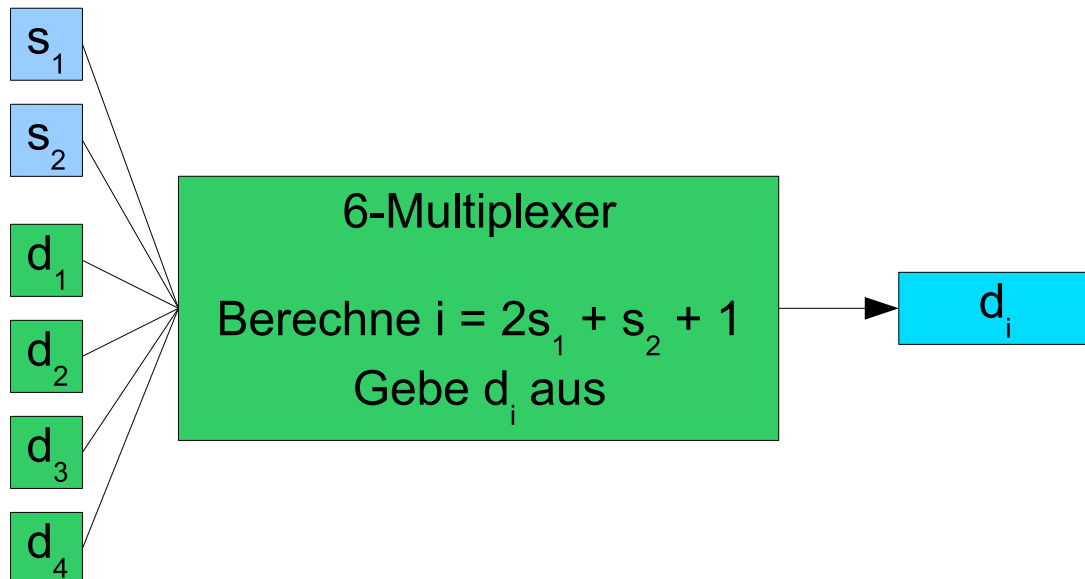 s₁
s₂
d₁
d₂
d₃
d₄
6-Multiplexer
Berechne i = 2s₁ + s₂ + 1
Gebe dᵢ aus
dᵢ